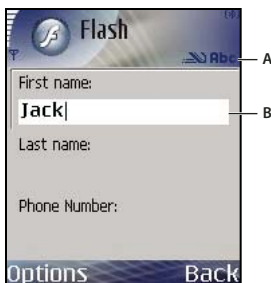 Flash
Abc
A
First name:
Jack
B
Last name:
Phone Number:
Options Back